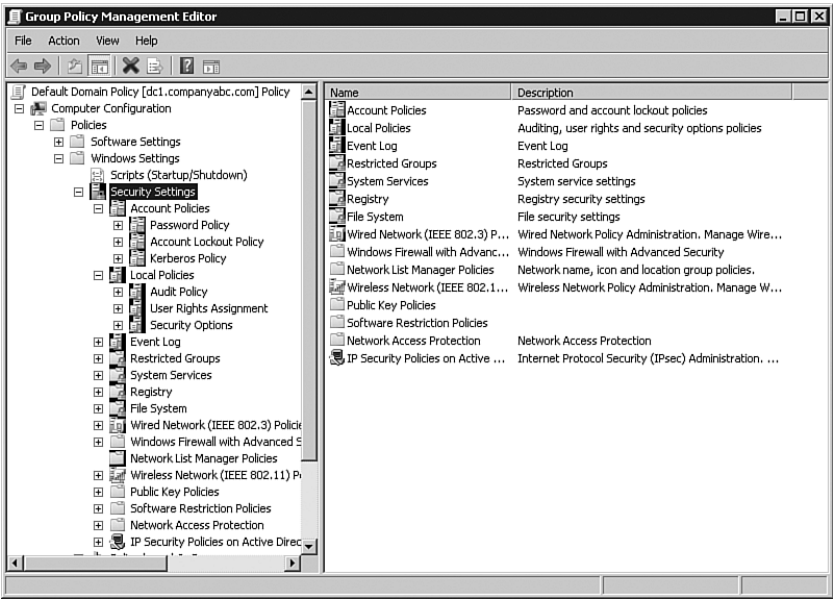 Group Policy Management Editor
File Action View Help
Default Domain Policy [dc1.companyabc.com] Policy
Computer Configuration
Policies
Software Settings
Windows Settings
Scripts (Startup/Shutdown)
Security Settings
Account Policies
Password Policy
Account Lockout Policy
Kerberos Policy
Local Policies
Audit Policy
User Rights Assignment
Security Options
Event Log
Restricted Groups
System Services
Registry
File System
Wired Network (IEEE 802.3) Policie
Windows Firewall with Advanced S
Network List Manager Policies
Wireless Network (IEEE 802.11) P
Public Key Policies
Software Restriction Policies
Network Access Protection
IP Security Policies on Active Direc
Name Description
Account Policies Password and account lockout policies
Local Policies Auditing, user rights and security options policies
Event Log Event Log
Restricted Groups Restricted Groups
System Services System service settings
Registry Registry security settings
File System File security settings
Wired Network (IEEE 802.3) P... Wired Network Policy Administration. Manage Wire...
Windows Firewall with Advanc... Windows Firewall with Advanced Security
Network List Manager Policies Network name, icon and location group policies.
Wireless Network (IEEE 802.1... Wireless Network Policy Administration. Manage W...
Public Key Policies
Software Restriction Policies
Network Access Protection Network Access Protection
IP Security Policies on Active ... Internet Protocol Security (IPsec) Administration. ...